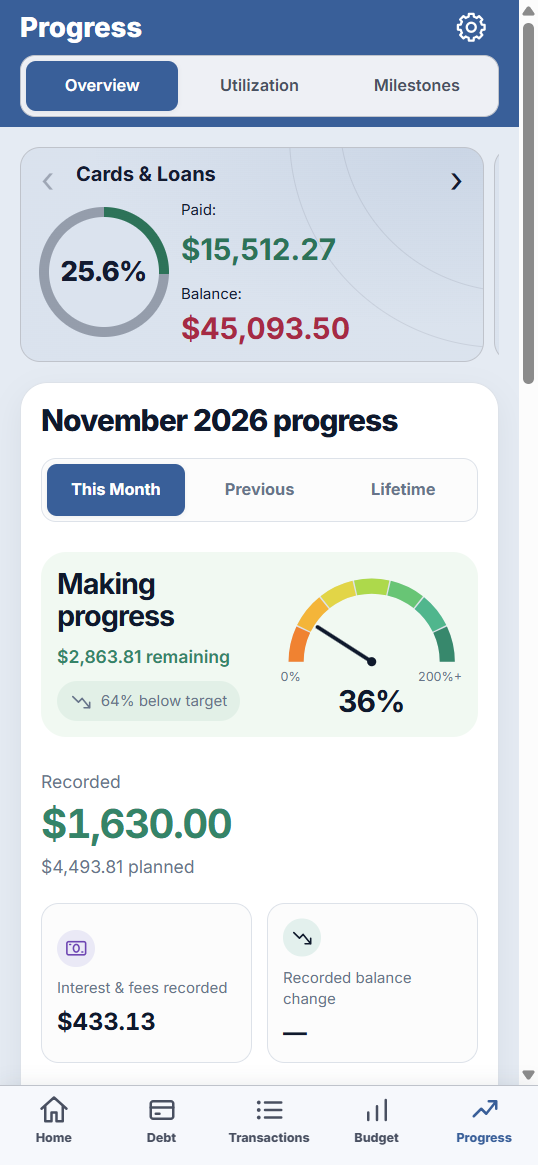 Progress
Overview
Utilization
Milestones
Cards & Loans
25.6%
Paid:
$15,512.27
Balance:
$45,093.50
November 2026 progress
This Month
Previous
Lifetime
Making
progress
$2,863.81 remaining
64% below target
0%
200%+
36%
Recorded
$1,630.00
$4,493.81 planned
Interest & fees recorded
$433.13
Recorded balance
change
—
Home
Debt
Transactions
Budget
Progress